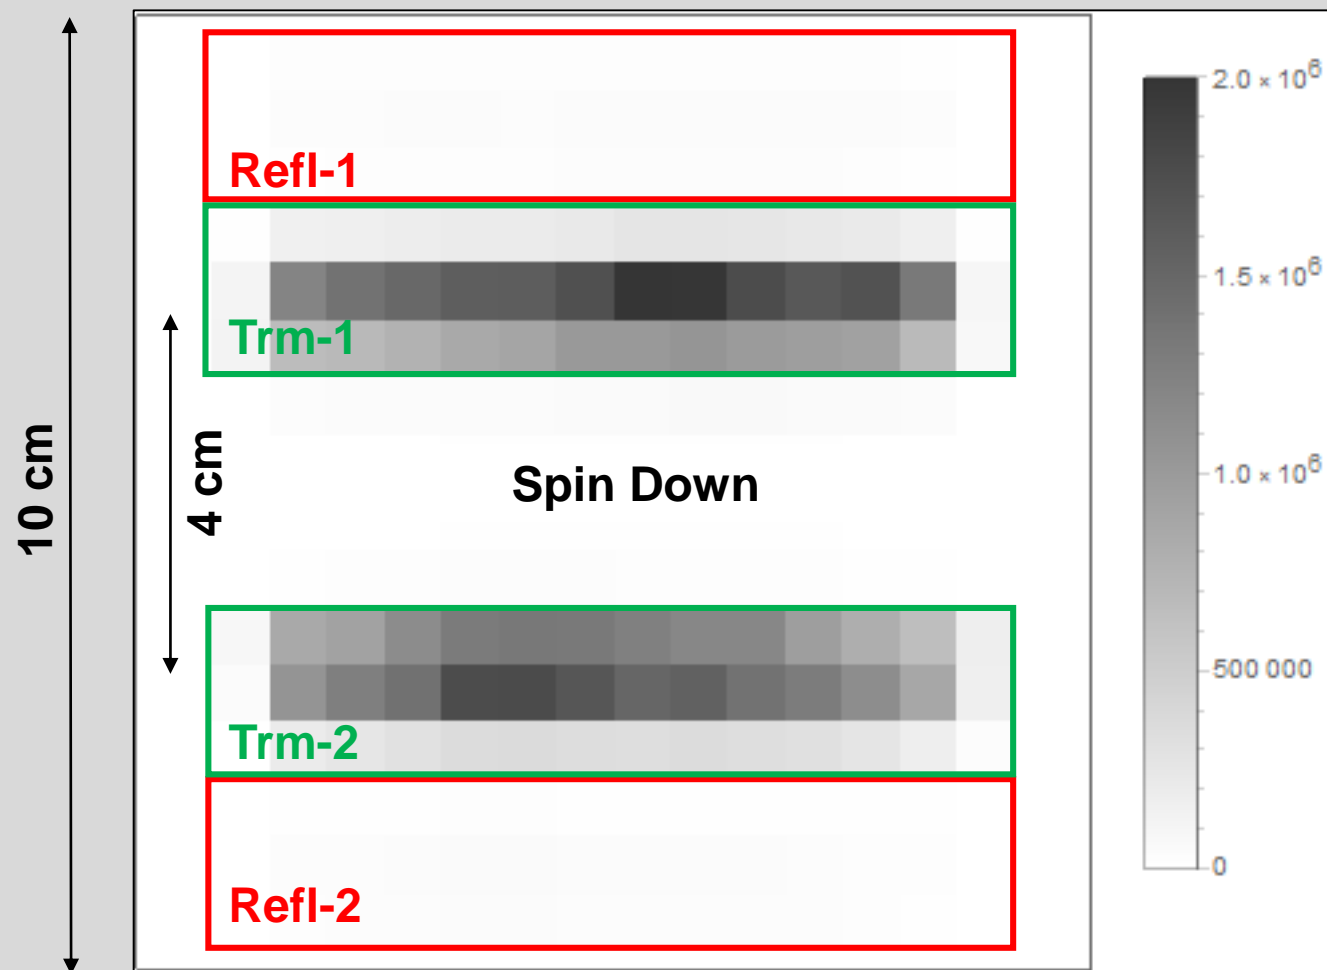 Refl-1
Trm-1
10 cm
4 cm
Spin Down
Trm-2
Refl-2
2.0 × 10⁶
1.5 × 10⁶
1.0 × 10⁶
500 000
0